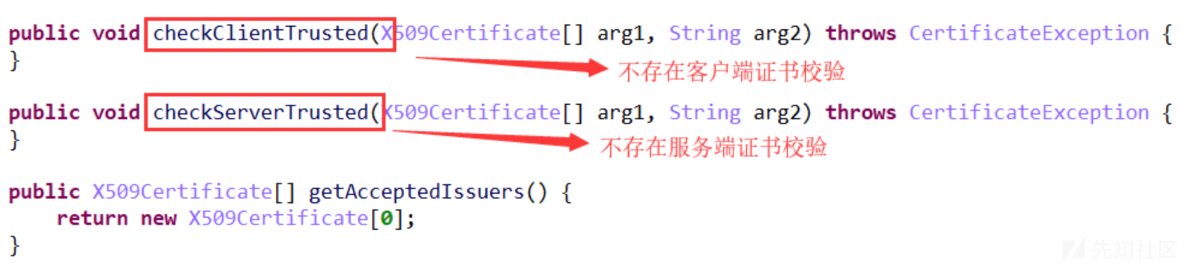 public void checkClientTrusted(X509Certificate[] arg1, String arg2) throws CertificateException {
}
不存在客户端证书校验
public void checkServerTrusted(X509Certificate[] arg1, String arg2) throws CertificateException {
}
不存在服务端证书校验
public X509Certificate[] getAcceptedIssuers() {
    return new X509Certificate[0];
}
先知社区